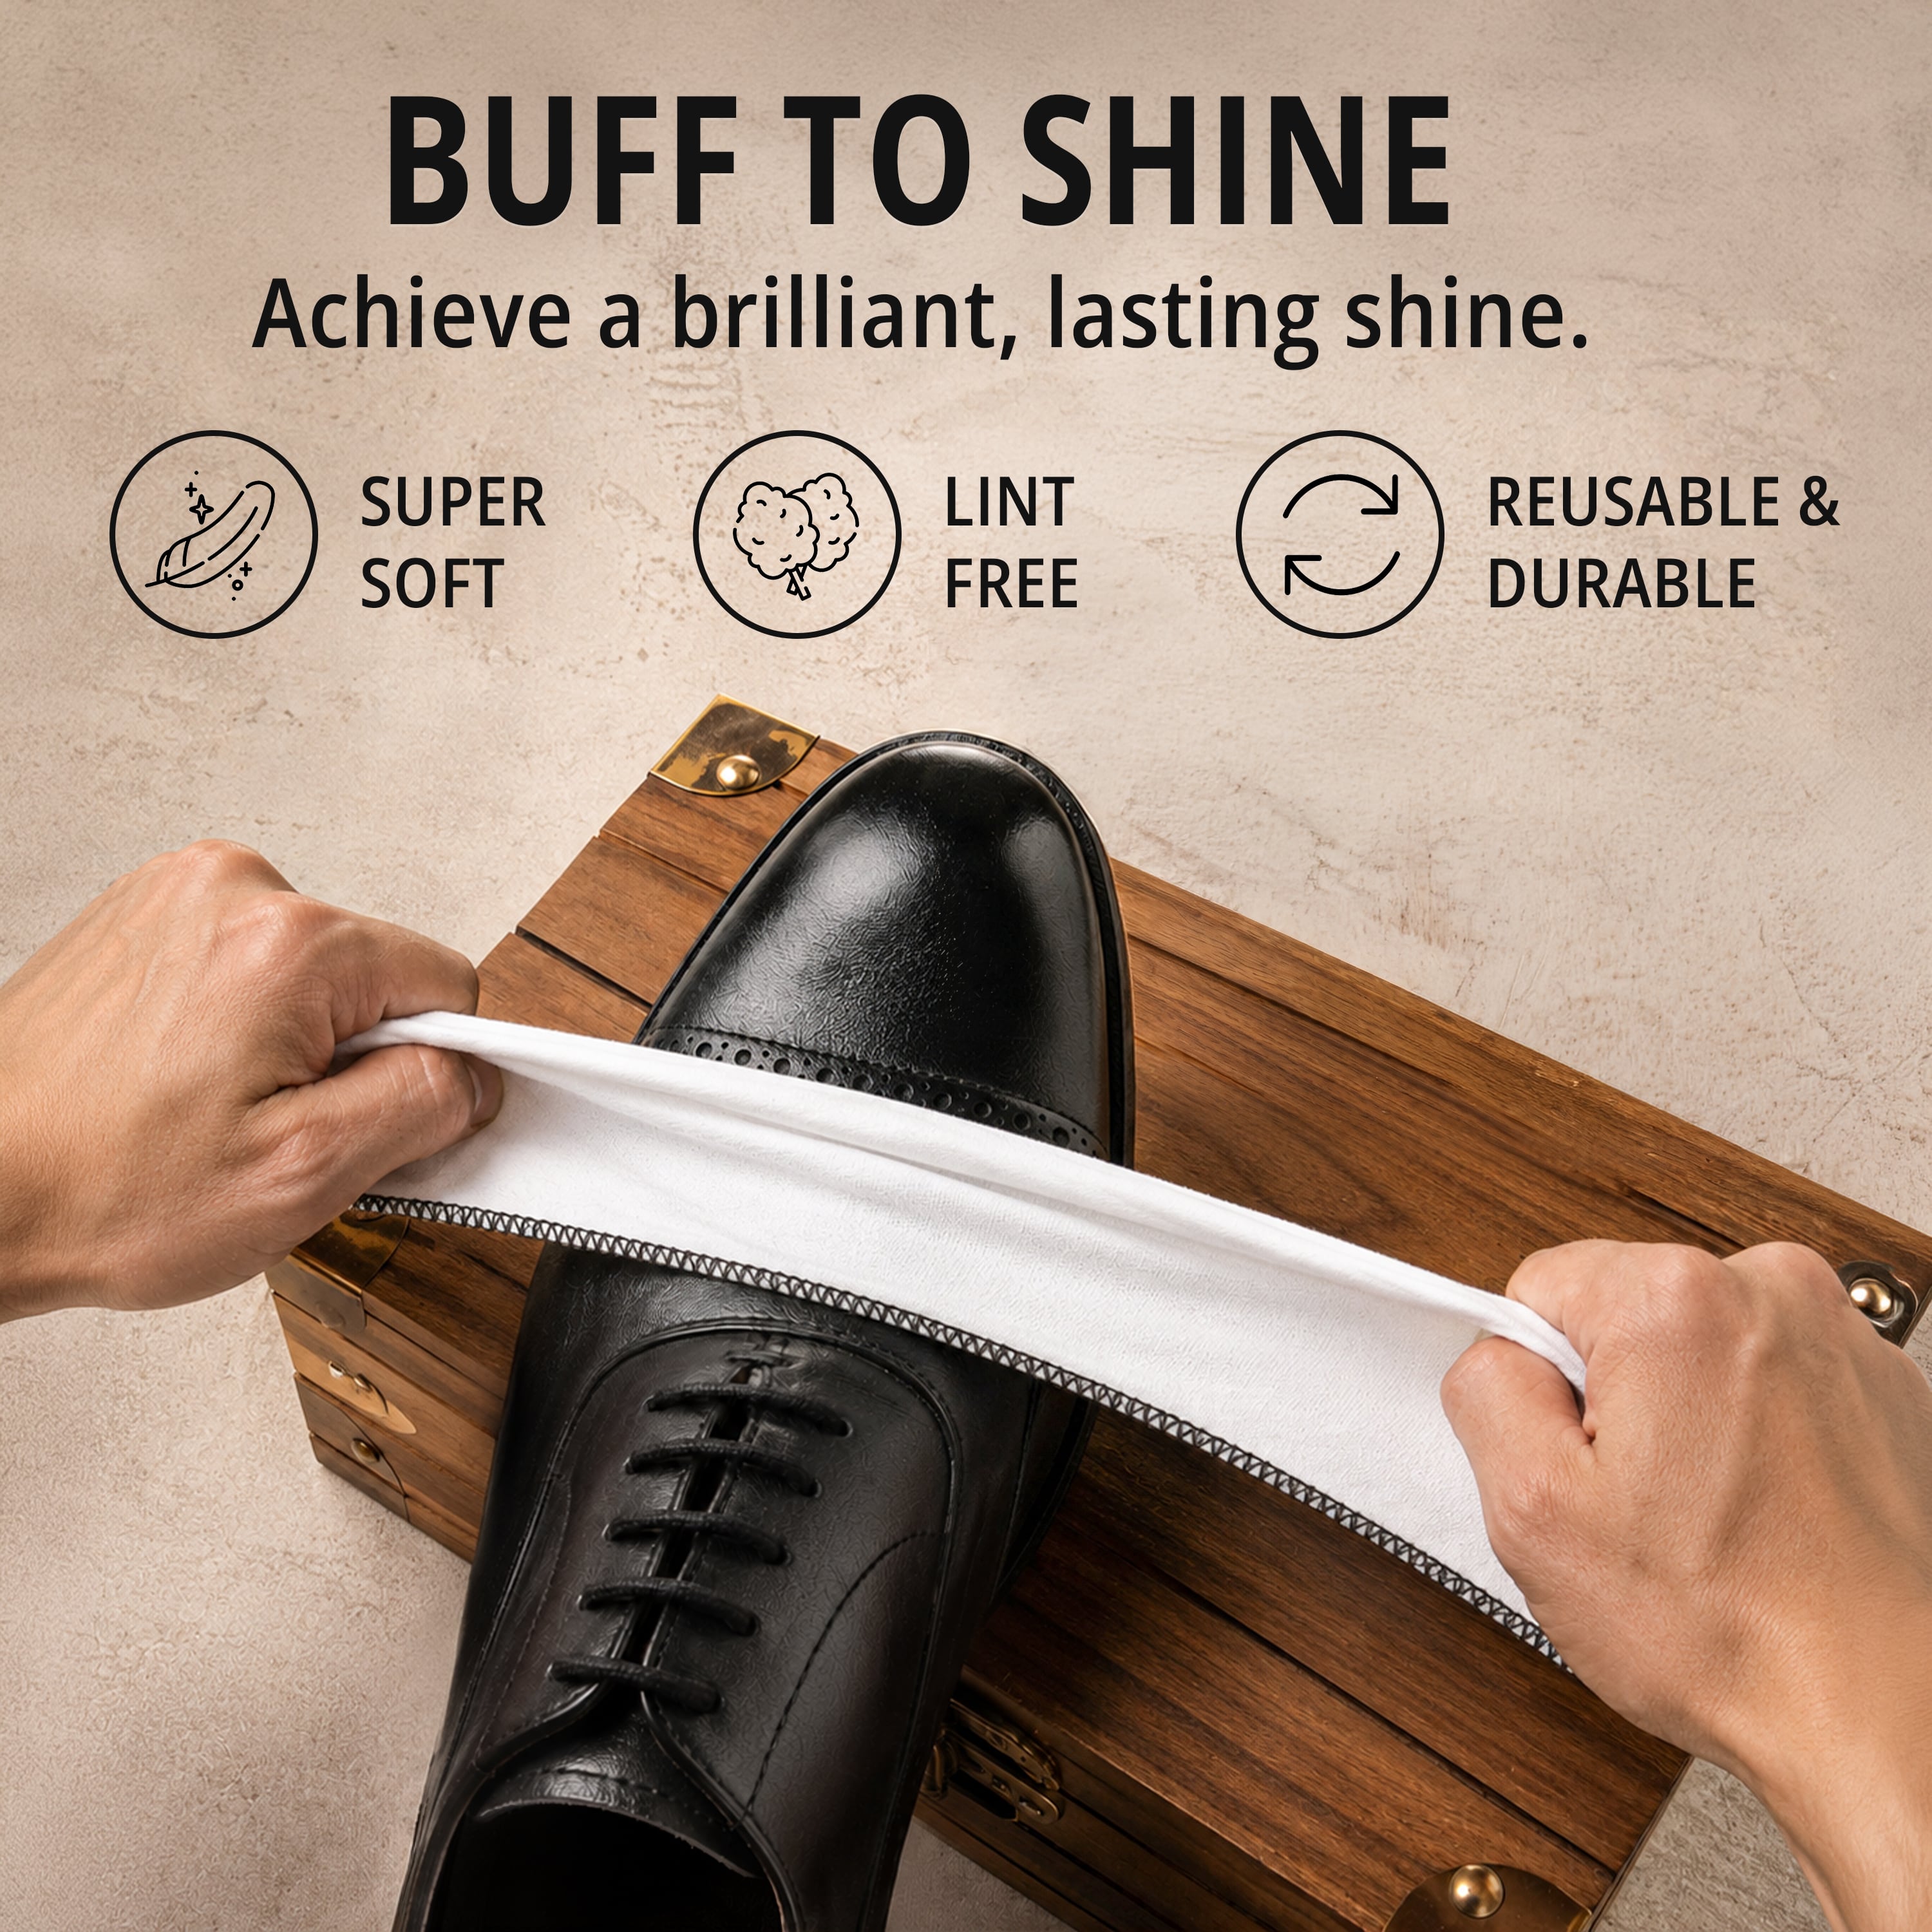 BUFF TO SHINE
Achieve a brilliant, lasting shine.
SUPER
SOFT
LINT
FREE
REUSABLE &
DURABLE